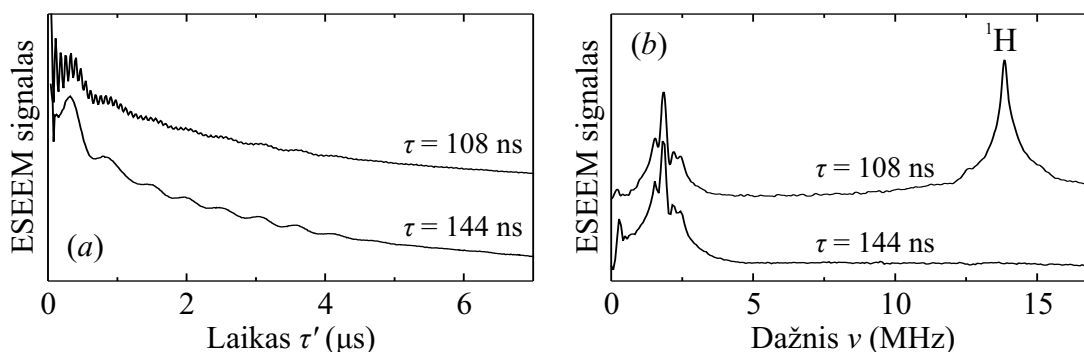 ESEEM signalas
τ = 108 ns
τ = 144 ns
(a)
0 2 4 6
Laikas τ′ (μs)
ESEEM signalas
(b)
¹H
τ = 108 ns
τ = 144 ns
0 5 10 15
Dažnis ν (MHz)